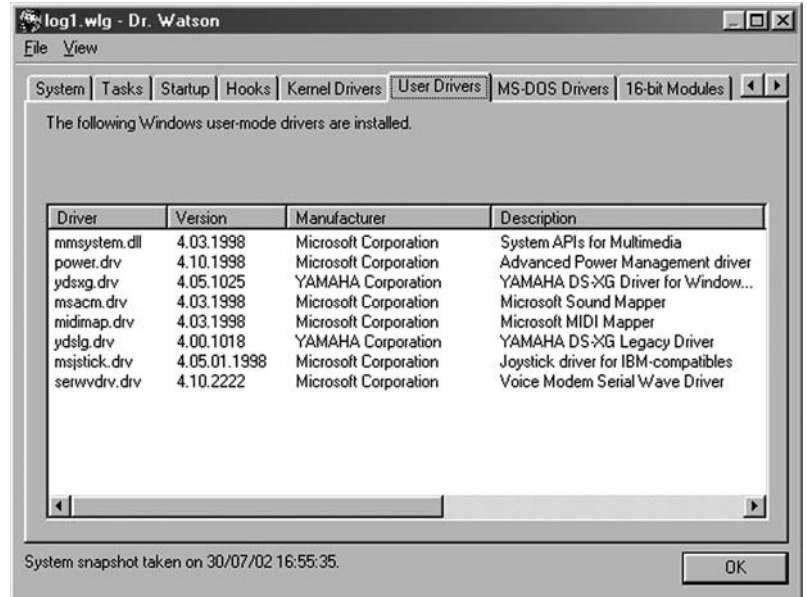 log1.wlg - Dr. Watson
File View
System Tasks Startup Hooks Kernel Drivers User Drivers MS-DOS Drivers 16-bit Modules
The following Windows user-mode drivers are installed.
Driver Version Manufacturer Description
mmsystem.dll 4.03.1998 Microsoft Corporation System APIs for Multimedia
power.drv 4.10.1998 Microsoft Corporation Advanced Power Management driver
ydsxg.drv 4.05.1025 YAMAHA Corporation YAMAHA DS-XG Driver for Window...
msacm.drv 4.03.1998 Microsoft Corporation Microsoft Sound Mapper
midimap.drv 4.03.1998 Microsoft Corporation Microsoft MIDI Mapper
ydslg.drv 4.00.1018 YAMAHA Corporation YAMAHA DS-XG Legacy Driver
msjstick.drv 4.05.01.1998 Microsoft Corporation Joystick driver for IBM-compatibles
serwvdrv.drv 4.10.2222 Microsoft Corporation Voice Modem Serial Wave Driver
System snapshot taken on 30/07/02 16:55:35.
OK